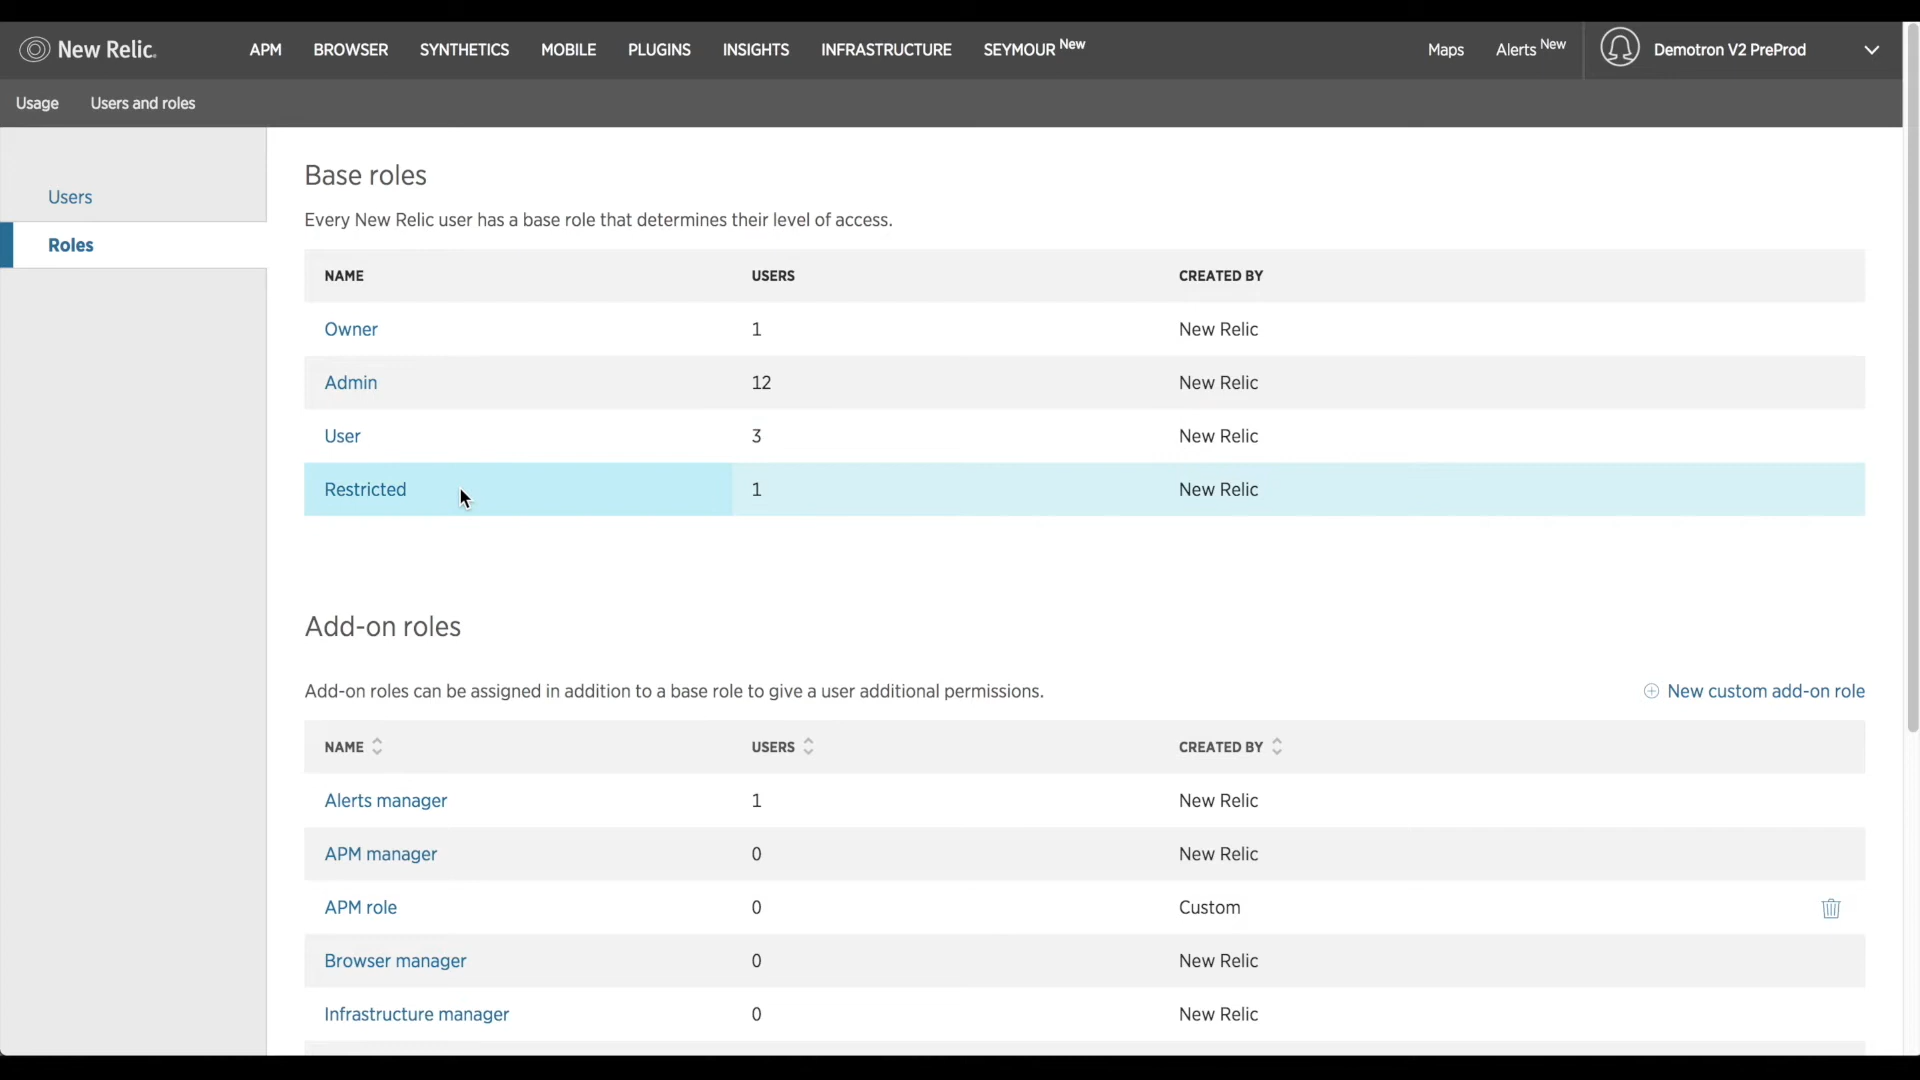 New Relic. APM BROWSER SYNTHETICS MOBILE PLUGINS INSIGHTS INFRASTRUCTURE SEYMOUR New Maps Alerts New Demotron V2 PreProd
Usage Users and roles
Users
Roles
Base roles
Every New Relic user has a base role that determines their level of access.
NAME USERS CREATED BY
Owner 1 New Relic
Admin 12 New Relic
User 3 New Relic
Restricted 1 New Relic
Add-on roles
Add-on roles can be assigned in addition to a base role to give a user additional permissions. New custom add-on role
NAME USERS CREATED BY
Alerts manager 1 New Relic
APM manager 0 New Relic
APM role 0 Custom
Browser manager 0 New Relic
Infrastructure manager 0 New Relic